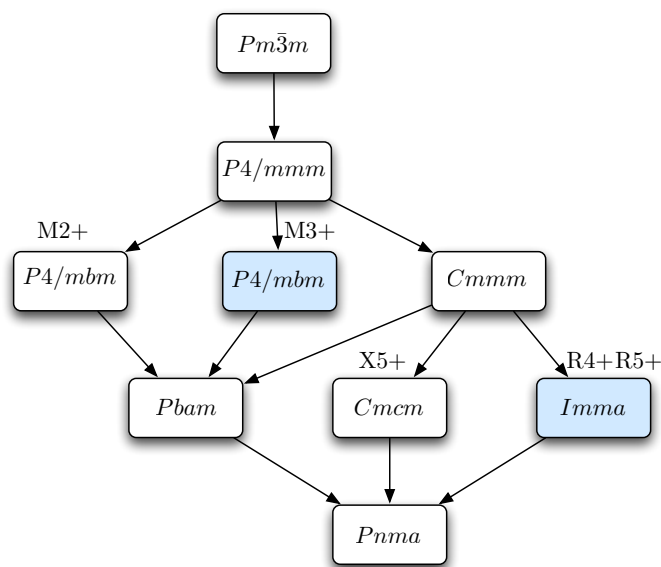 Pm3̄m
P4/mmm
M2+
M3+
P4/mbm
P4/mbm
Cmmm
X5+
R4+R5+
Pbam
Cmcm
Imma
Pnma